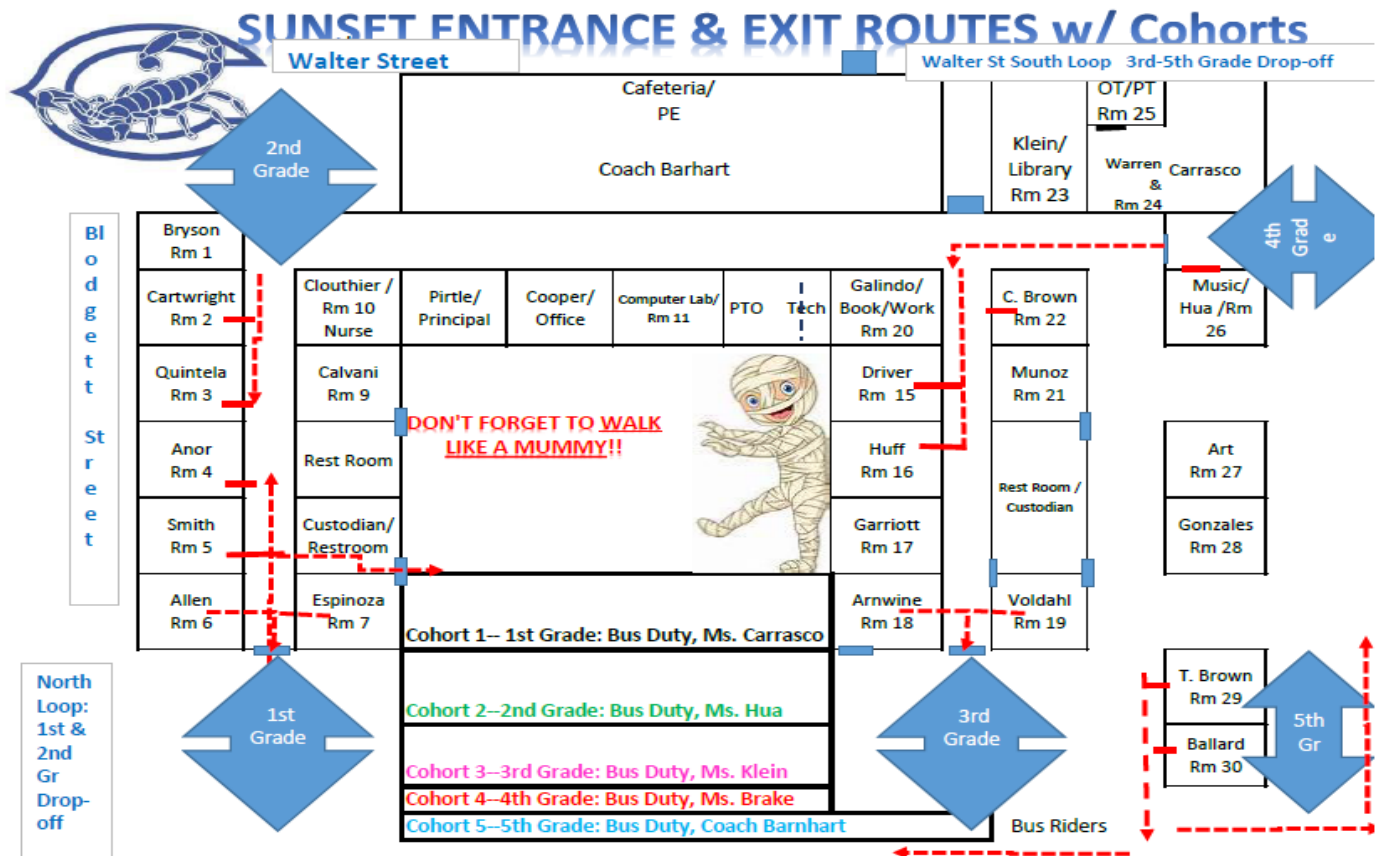 SUNSET ENTRANCE & EXIT ROUTES w/ Cohorts
Walter Street
Walter St South Loop 3rd-5th Grade Drop-off
Cafeteria/
PE
Coach Barhart
OT/PT
Rm 25
Klein/
Library
Rm 23
Warren
&
Rm 24
Carrasco
2nd
Grade
4th
Grad
e
Bl
o
d
g
e
t
t
St
r
e
e
t
Bryson
Rm 1
Cartwright
Rm 2
Quintela
Rm 3
Anor
Rm 4
Smith
Rm 5
Allen
Rm 6
Clouthier /
Rm 10
Nurse
Pirtle/
Principal
Cooper/
Office
Computer Lab/
Rm 11
PTO Tech
Galindo/
Book/Work
Rm 20
C. Brown
Rm 22
Music/
Hua /Rm
26
Calvani
Rm 9
Rest Room
Custodian/
Restroom
Espinoza
Rm 7
DON'T FORGET TO WALK
LIKE A MUMMY!!
Driver
Rm 15
Huff
Rm 16
Garriott
Rm 17
Arnwine
Rm 18
Munoz
Rm 21
Rest Room /
Custodian
Voldahl
Rm 19
Art
Rm 27
Gonzales
Rm 28
T. Brown
Rm 29
Ballard
Rm 30
Cohort 1-- 1st Grade: Bus Duty, Ms. Carrasco
Cohort 2--2nd Grade: Bus Duty, Ms. Hua
Cohort 3--3rd Grade: Bus Duty, Ms. Klein
Cohort 4--4th Grade: Bus Duty, Ms. Brake
Cohort 5--5th Grade: Bus Duty, Coach Barnhart
North
Loop:
1st &
2nd
Gr
Drop-
off
1st
Grade
3rd
Grade
5th
Gr
Bus Riders